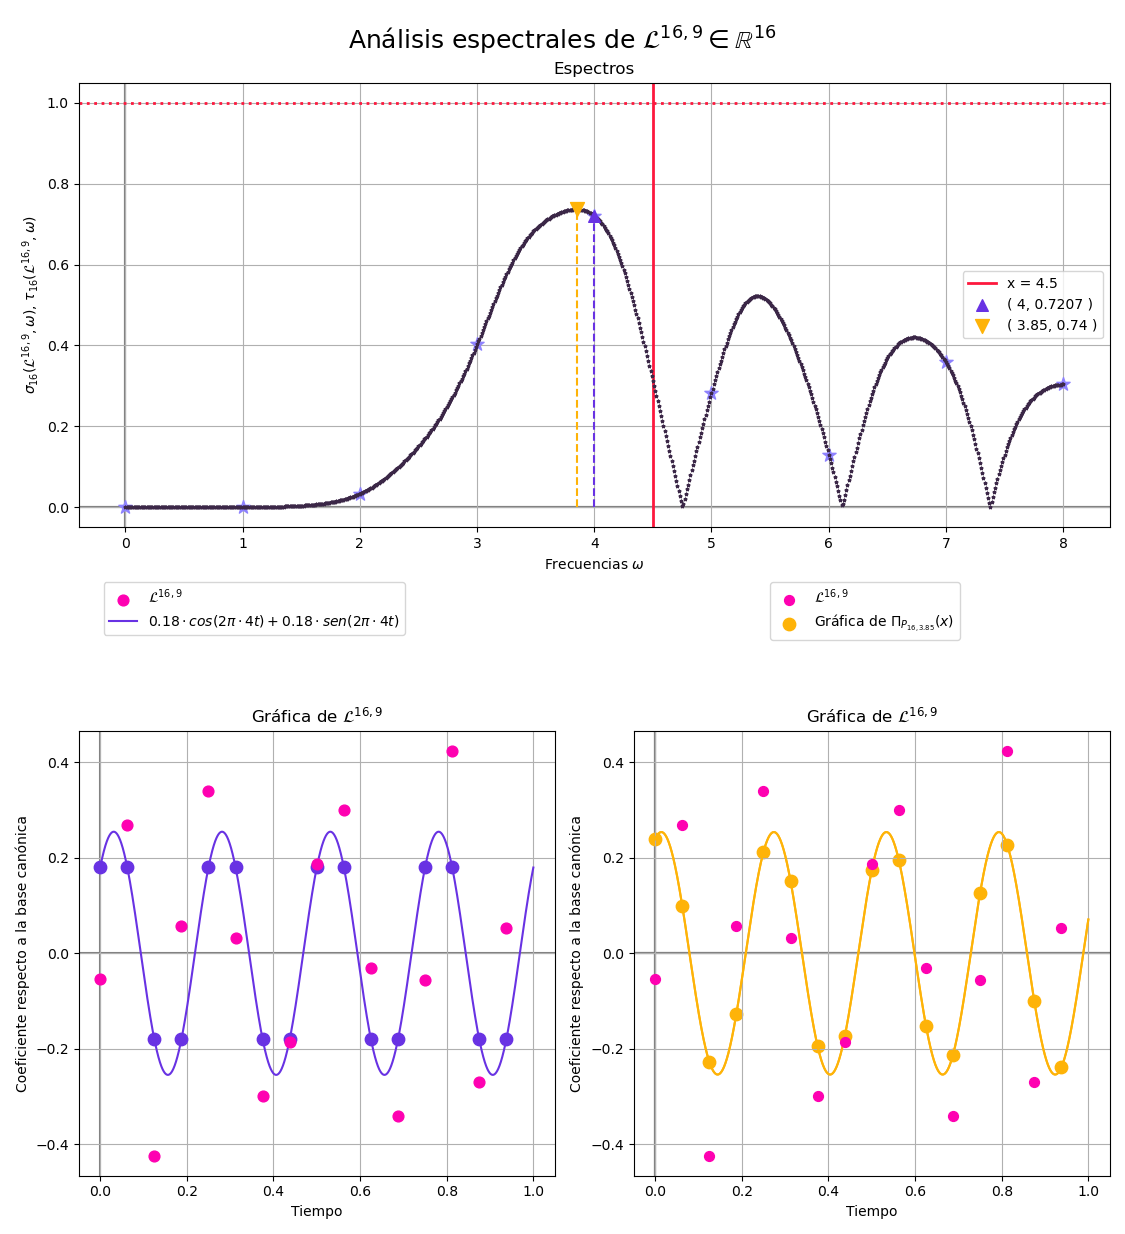 Análisis espectrales de 𝓛^{16,9} ∈ ℝ^{16}
Espectros
1.0
0.8
0.6
0.4
0.2
0.0
σ_{16}(𝓛^{16,9}, ω), τ_{16}(𝓛^{16,9}, ω)
x = 4.5
( 4, 0.7207 )
( 3.85, 0.74 )
0 1 2 3 4 5 6 7 8
Frecuencias ω
𝓛^{16,9}
0.18 · cos(2π · 4t) + 0.18 · sen(2π · 4t)
𝓛^{16,9}
Gráfica de Π_{P_{16,3.85}}(x)
Gráfica de 𝓛^{16,9}
0.4
0.2
0.0
−0.2
−0.4
Coeficiente respecto a la base canónica
0.0 0.2 0.4 0.6 0.8 1.0
Tiempo
Gráfica de 𝓛^{16,9}
0.4
0.2
0.0
−0.2
−0.4
Coeficiente respecto a la base canónica
0.0 0.2 0.4 0.6 0.8 1.0
Tiempo